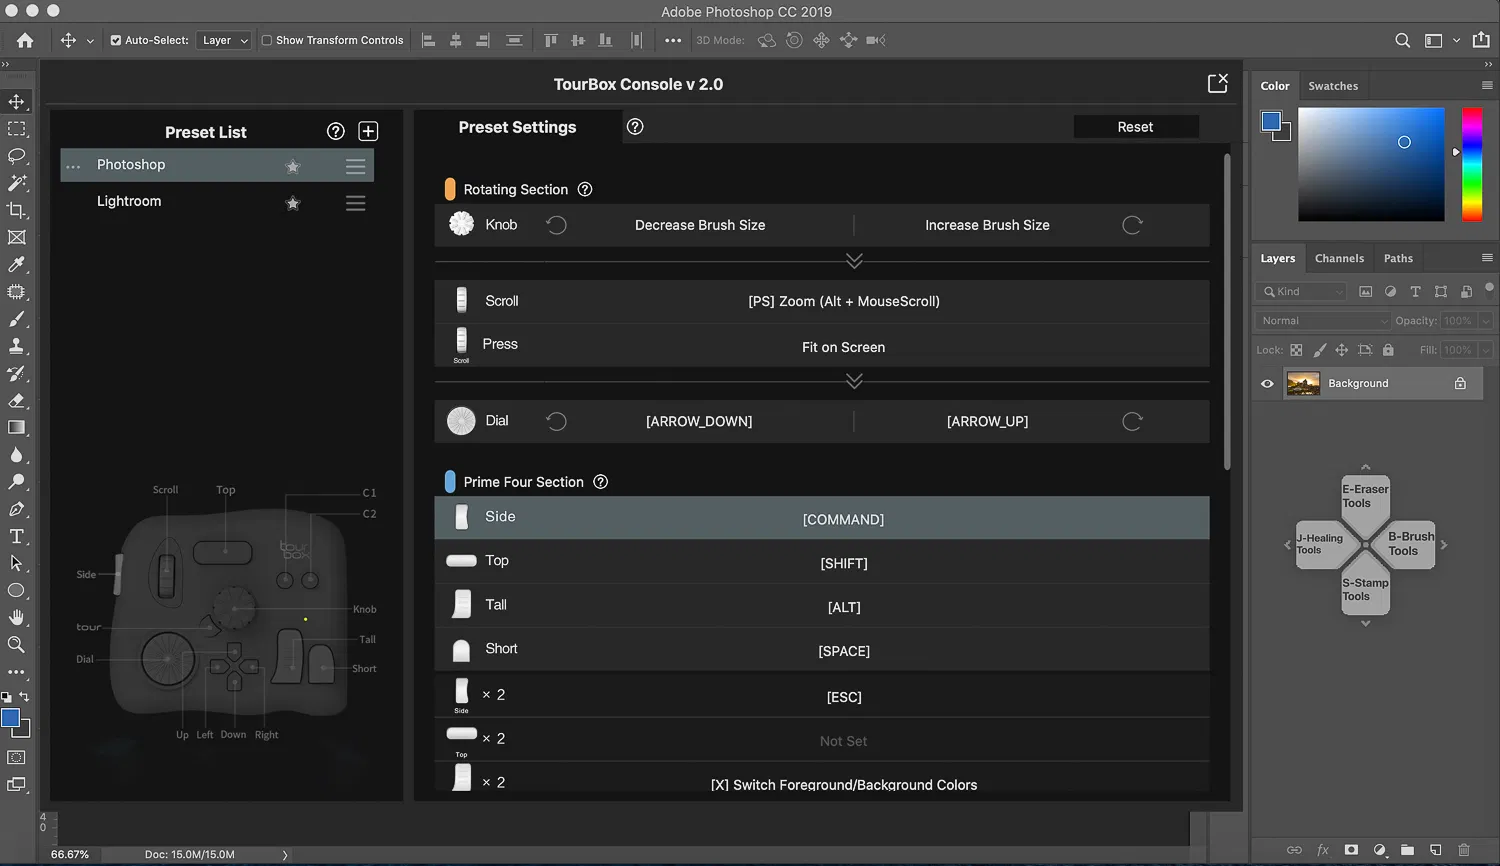 Adobe Photoshop CC 2019
Auto-Select: Layer Show Transform Controls 3D Mode:
TourBox Console v 2.0
Preset List
Photoshop
Lightroom
Scroll Top C1
C2
tour box
Side
Knob
tour
Tall
Dial
Short
Up Left Down Right
Preset Settings Reset
Rotating Section
Knob Decrease Brush Size Increase Brush Size
Scroll [PS] Zoom (Alt + MouseScroll)
Press Fit on Screen
Scroll
Dial [ARROW_DOWN] [ARROW_UP]
Prime Four Section
Side [COMMAND]
Top [SHIFT]
Tall [ALT]
Short [SPACE]
× 2 [ESC]
Side
× 2 Not Set
Top
× 2 [X] Switch Foreground/Background Colors
Color Swatches
Layers Channels Paths
Kind
Normal Opacity: 100%
Lock: Fill: 100%
Background
E-Eraser
Tools
J-Healing
Tools
B-Brush
Tools
S-Stamp
Tools
4
0
66.67% Doc: 15.0M/15.0M
fx